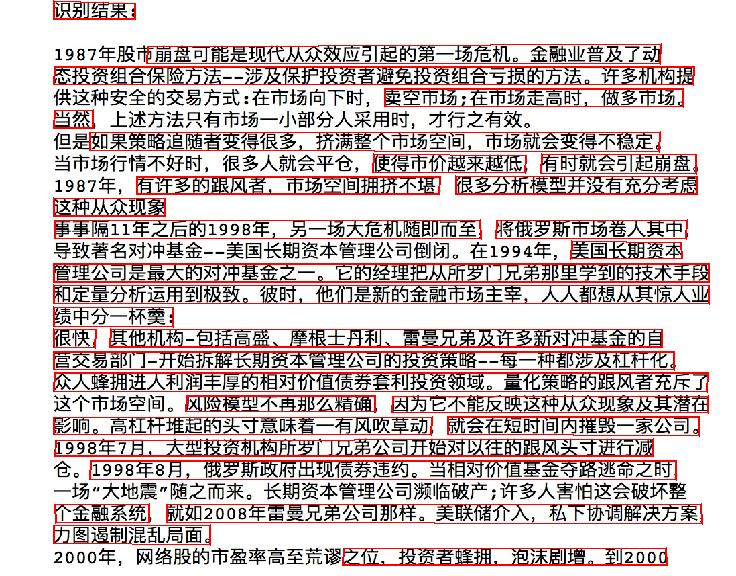 识别结果:
1987年股市崩盘可能是现代从众效应引起的第一场危机。金融业普及了动
态投资组合保险方法--涉及保护投资者避免投资组合亏损的方法。许多机构提
供这种安全的交易方式:在市场向下时，卖空市场;在市场走高时，做多市场。
当然，上述方法只有市场一小部分人采用时，才行之有效。
但是如果策略追随者变得很多，挤满整个市场空间，市场就会变得不稳定。
当市场行情不好时，很多人就会平仓，使得市价越来越低，有时就会引起崩盘。
1987年，有许多的跟风者，市场空间拥挤不堪，很多分析模型并没有充分考虑
这种从众现象
事事隔11年之后的1998年，另一场大危机随即而至，将俄罗斯市场卷人其中，
导致著名对冲基金--美国长期资本管理公司倒闭。在1994年，美国长期资本
管理公司是最大的对冲基金之一。它的经理把从所罗门兄弟那里学到的技术手段
和定量分析运用到极致。彼时，他们是新的金融市场主宰，人人都想从其惊人业
绩中分一杯羹:
很快，其他机构-包括高盛、摩根士丹利、雷曼兄弟及许多新对冲基金的自
营交易部门-开始拆解长期资本管理公司的投资策略--每一种都涉及杠杆化。
众人蜂拥进人利润丰厚的相对价值债券套利投资领域。量化策略的跟风者充斥了
这个市场空间。风险模型不再那么精确，因为它不能反映这种从众现象及其潜在
影响。高杠杆堆起的头寸意味着一有风吹草动，就会在短时间内摧毁一家公司。
1998年7月，大型投资机构所罗门兄弟公司开始对以往的跟风头寸进行减
仓。1998年8月，俄罗斯政府出现债券违约。当相对价值基金夺路逃命之时，
一场“大地震”随之而来。长期资本管理公司濒临破产;许多人害怕这会破坏整
个金融系统，就如2008年雷曼兄弟公司那样。美联储介入，私下协调解决方案，
力图遏制混乱局面。
2000年，网络股的市盈率高至荒谬之位，投资者蜂拥，泡沫剧增。到2000